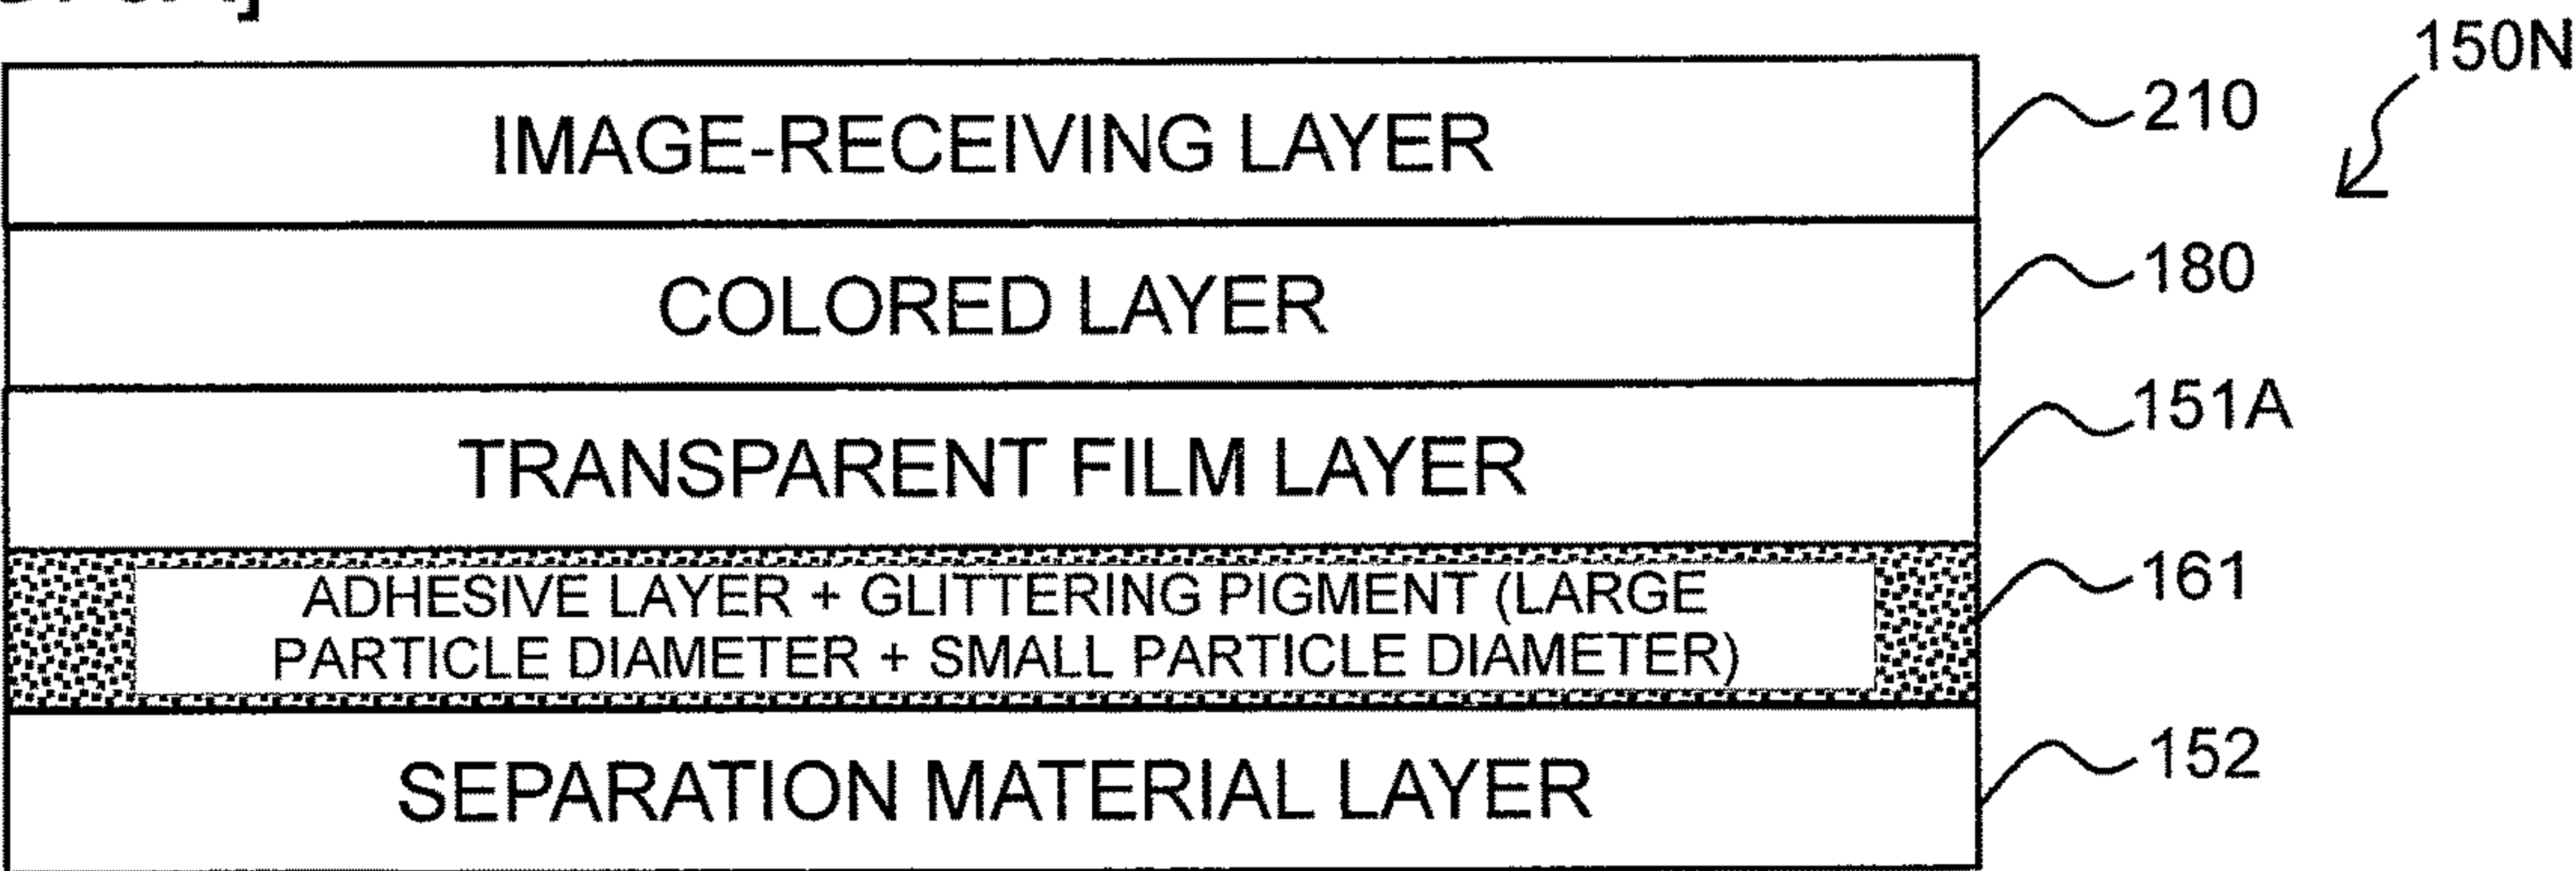 150N
IMAGE-RECEIVING LAYER
210
COLORED LAYER
180
TRANSPARENT FILM LAYER
151A
ADHESIVE LAYER + GLITTERING PIGMENT (LARGE
PARTICLE DIAMETER + SMALL PARTICLE DIAMETER)
161
SEPARATION MATERIAL LAYER
152